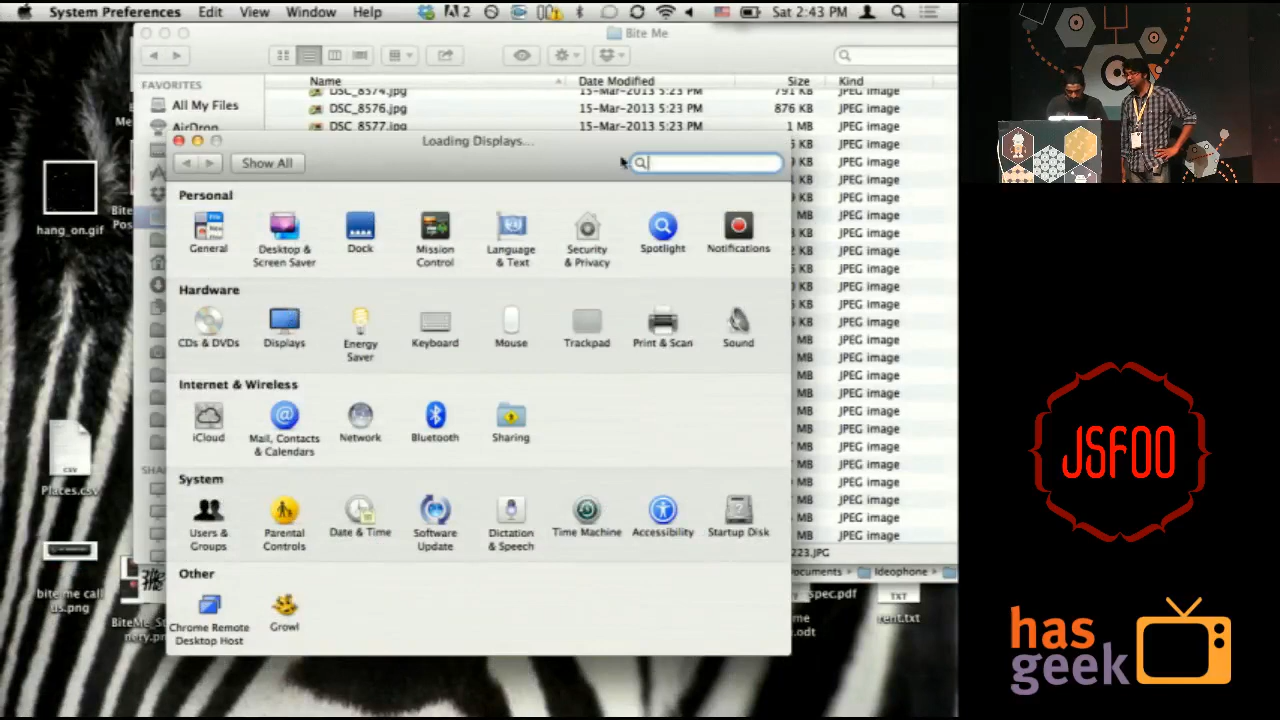 System Preferences Edit View Window Help
2
Sat 2:43 PM
Bite Me
FAVORITES
All My Files
AirDrop
Name Date Modified Size Kind
DSC_8574.jpg 15-Mar-2013 5:23 PM 791 KB JPEG image
DSC_8576.jpg 15-Mar-2013 5:23 PM 876 KB JPEG image
DSC_8577.jpg 15-Mar-2013 5:23 PM 1 MB JPEG image
Loading Displays...
Show All
Personal
General
Desktop & Screen Saver
Dock
Mission Control
Language & Text
Security & Privacy
Spotlight
Notifications
Hardware
CDs & DVDs
Displays
Energy Saver
Keyboard
Mouse
Trackpad
Print & Scan
Sound
Internet & Wireless
iCloud
Mail, Contacts & Calendars
Network
Bluetooth
Sharing
System
Users & Groups
Parental Controls
Date & Time
Software Update
Dictation & Speech
Time Machine
Accessibility
Startup Disk
Other
Chrome Remote Desktop Host
Growl
hang_on.gif
CSV
Places.csv
bite me call us.png
223.JPG
Ideophone
spec.pdf
TXT
rent.txt
JSFOO
has geek